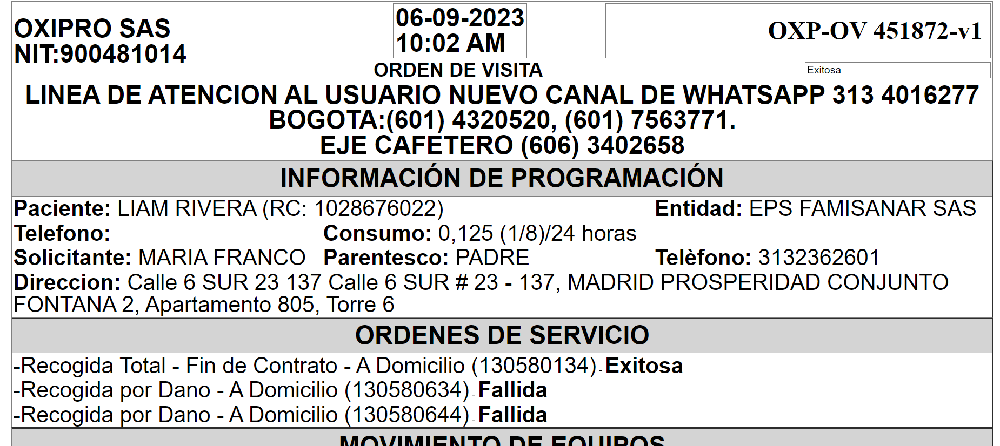 OXIPRO SAS
NIT:900481014
06-09-2023
10:02 AM
OXP-OV 451872-v1
ORDEN DE VISITA
Exitosa
LINEA DE ATENCION AL USUARIO NUEVO CANAL DE WHATSAPP 313 4016277
BOGOTA:(601) 4320520, (601) 7563771.
EJE CAFETERO (606) 3402658
INFORMACIÓN DE PROGRAMACIÓN
Paciente: LIAM RIVERA (RC: 1028676022) Entidad: EPS FAMISANAR SAS
Telefono: Consumo: 0,125 (1/8)/24 horas
Solicitante: MARIA FRANCO Parentesco: PADRE Telèfono: 3132362601
Direccion: Calle 6 SUR 23 137 Calle 6 SUR # 23 - 137, MADRID PROSPERIDAD CONJUNTO
FONTANA 2, Apartamento 805, Torre 6
ORDENES DE SERVICIO
-Recogida Total - Fin de Contrato - A Domicilio (130580134) - Exitosa
-Recogida por Dano - A Domicilio (130580634) - Fallida
-Recogida por Dano - A Domicilio (130580644) - Fallida
MOVIMIENTO DE EQUIPOS